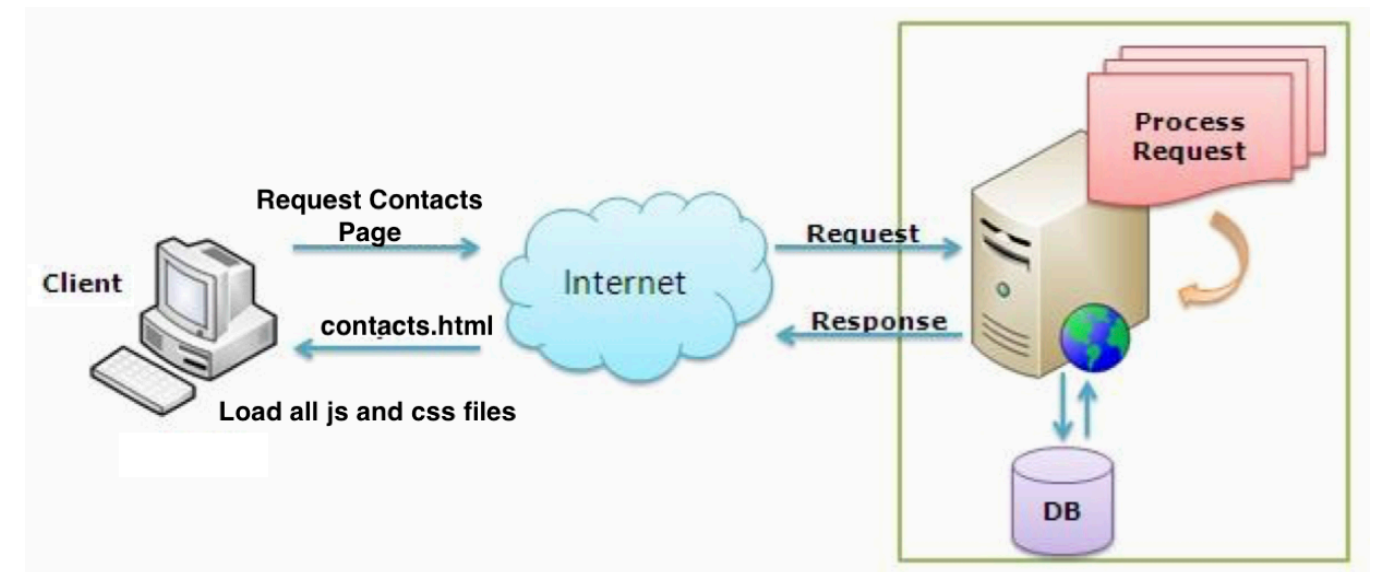 Request Contacts
Page
Client
contacts.html
Load all js and css files
Internet
Request
Response
Process
Request
DB